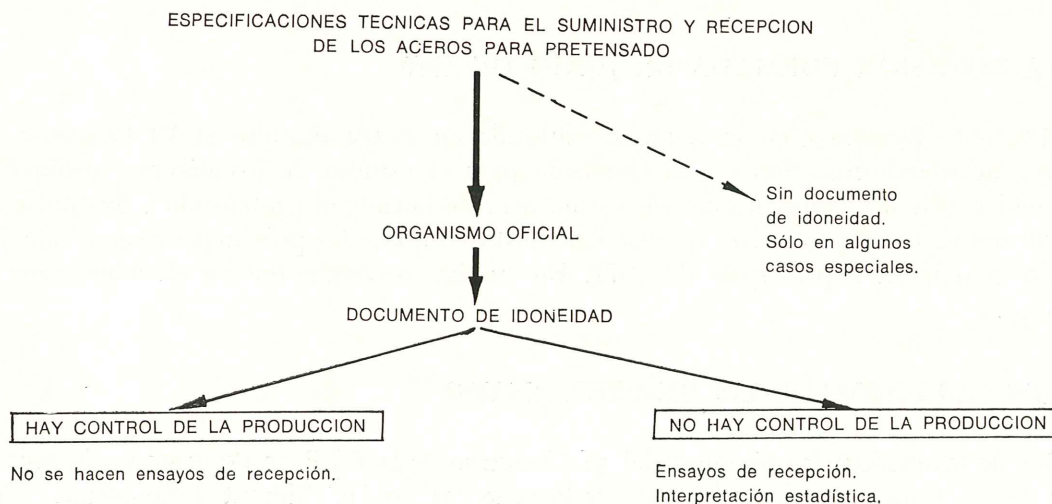 ESPECIFICACIONES TECNICAS PARA EL SUMINISTRO Y RECEPCION
DE LOS ACEROS PARA PRETENSADO
Sin documento
de idoneidad.
Sólo en algunos
casos especiales.
ORGANISMO OFICIAL
DOCUMENTO DE IDONEIDAD
HAY CONTROL DE LA PRODUCCION
No se hacen ensayos de recepción.
NO HAY CONTROL DE LA PRODUCCION
Ensayos de recepción.
Interpretación estadística.